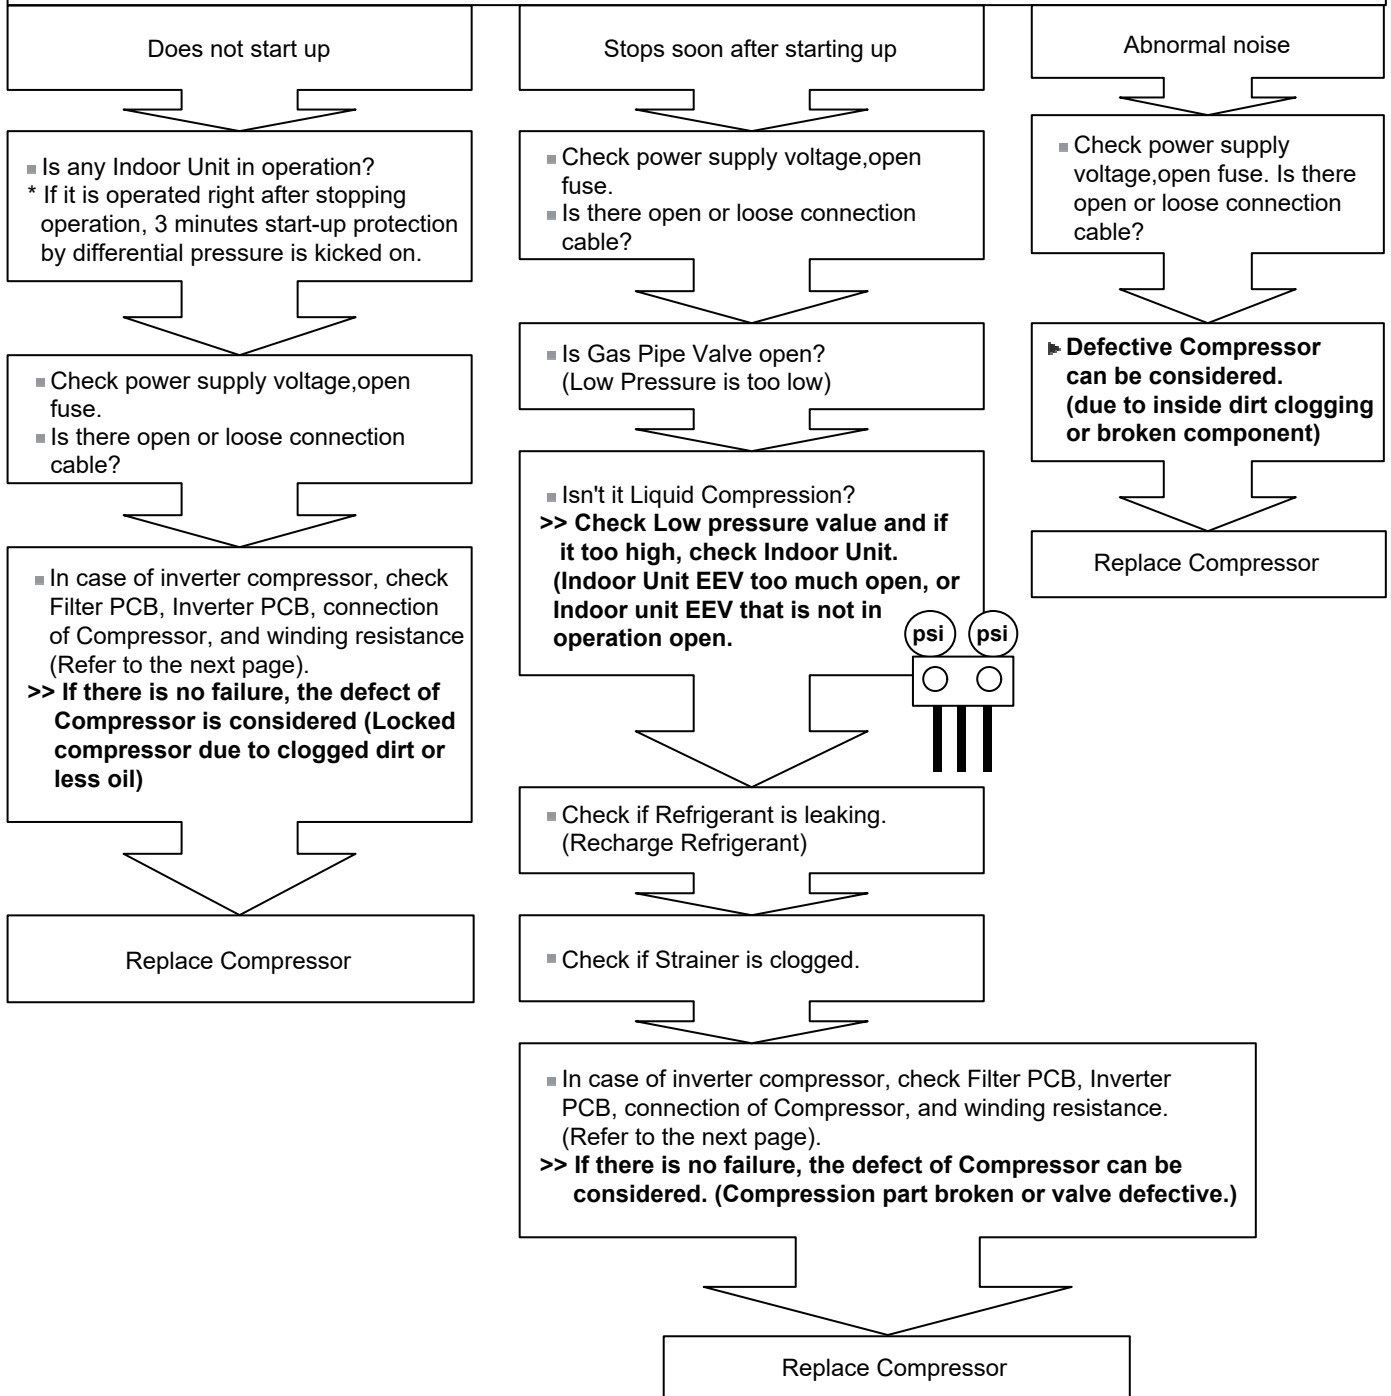 Does not start up
Is any Indoor Unit in operation?
* If it is operated right after stopping
operation, 3 minutes start-up protection
by differential pressure is kicked on.
Check power supply voltage,open
fuse.
Is there open or loose connection
cable?
In case of inverter compressor, check
Filter PCB, Inverter PCB, connection
of Compressor, and winding resistance
(Refer to the next page).
>> If there is no failure, the defect of
Compressor is considered (Locked
compressor due to clogged dirt or
less oil)
Replace Compressor
Stops soon after starting up
Check power supply voltage,open
fuse.
Is there open or loose connection
cable?
Is Gas Pipe Valve open?
(Low Pressure is too low)
Isn't it Liquid Compression?
>> Check Low pressure value and if
it too high, check Indoor Unit.
(Indoor Unit EEV too much open, or
Indoor unit EEV that is not in
operation open.
psi psi
Check if Refrigerant is leaking.
(Recharge Refrigerant)
Check if Strainer is clogged.
In case of inverter compressor, check Filter PCB, Inverter
PCB, connection of Compressor, and winding resistance.
(Refer to the next page).
>> If there is no failure, the defect of Compressor can be
considered. (Compression part broken or valve defective.)
Replace Compressor
Abnormal noise
Check power supply
voltage,open fuse. Is there
open or loose connection
cable?
Defective Compressor
can be considered.
(due to inside dirt clogging
or broken component)
Replace Compressor